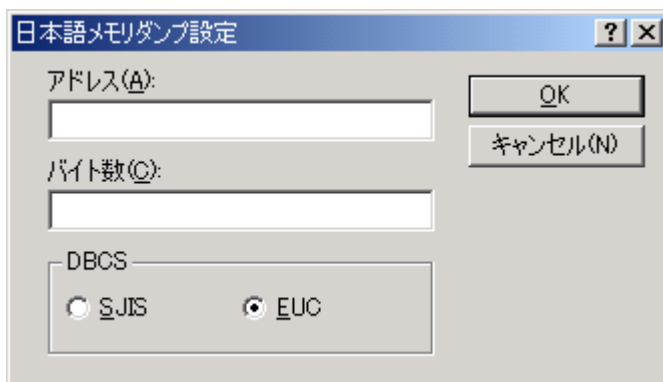 日本語メモリダンプ設定
アドレス(A):
OK
キャンセル(N)
バイト数(C):
DBCS
SJIS
EUC